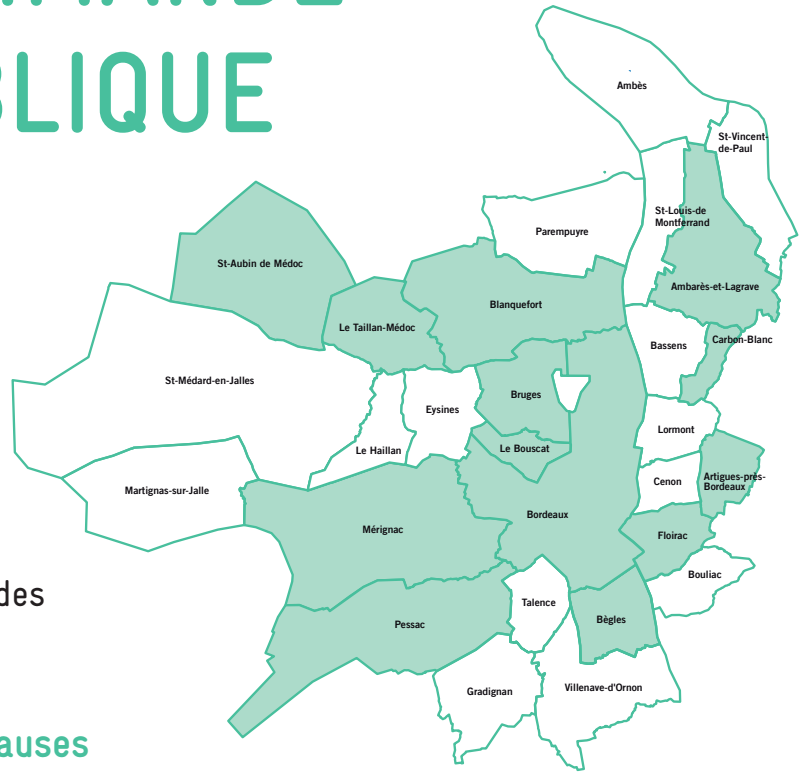 BLIQUE
Ambès
St-Vincent-
de-Paul
St-Louis-de
Montferrand
Parempuyre
St-Aubin de Médoc
Ambarès-et-Lagrave
Blanquefort
Le Taillan-Médoc
Carbon-Blanc
Bassens
St-Médard-en-Jalles
Bruges
Eysines
Lormont
Le Haillan
Le Bouscat
Artigues-près-
Bordeaux
Cenon
Martignas-sur-Jalle
Bordeaux
Mérignac
Floirac
Bouliac
des
Talence
Bègles
Pessac
Gradignan
Villenave-d'Ornon
auses